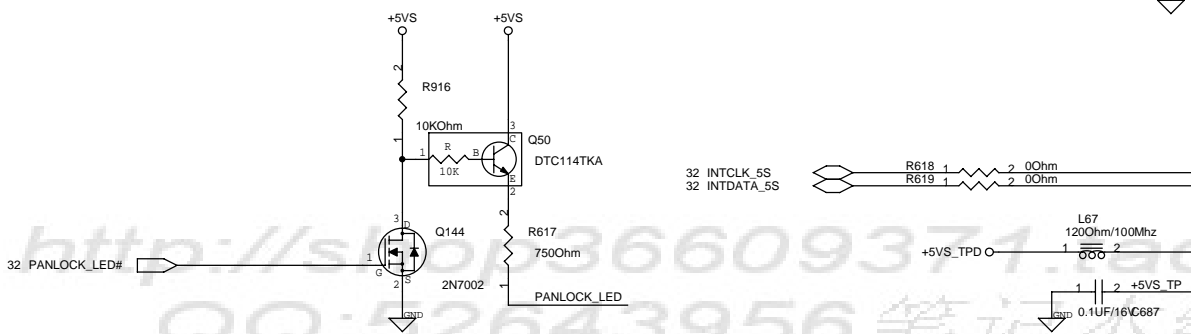 +5VS
+5VS
2
R916
10KOhm
1
1
R
10K
B
3
C
Q50
DTC114TKA
E
2
2
R617
750Ohm
1
PANLOCK_LED
3
D
Q144
1
G
S
2
2N7002
GND
32 PANLOCK_LED#
32 INTCLK_5S
R618 1 2 0Ohm
32 INTDATA_5S
R619 1 2 0Ohm
L67
120Ohm/100Mhz
+5VS_TPD
1 2
1 2
+5VS_TP
GND
0.1UF/16V
C687
http://shop36609371.tao
QQ:52643956